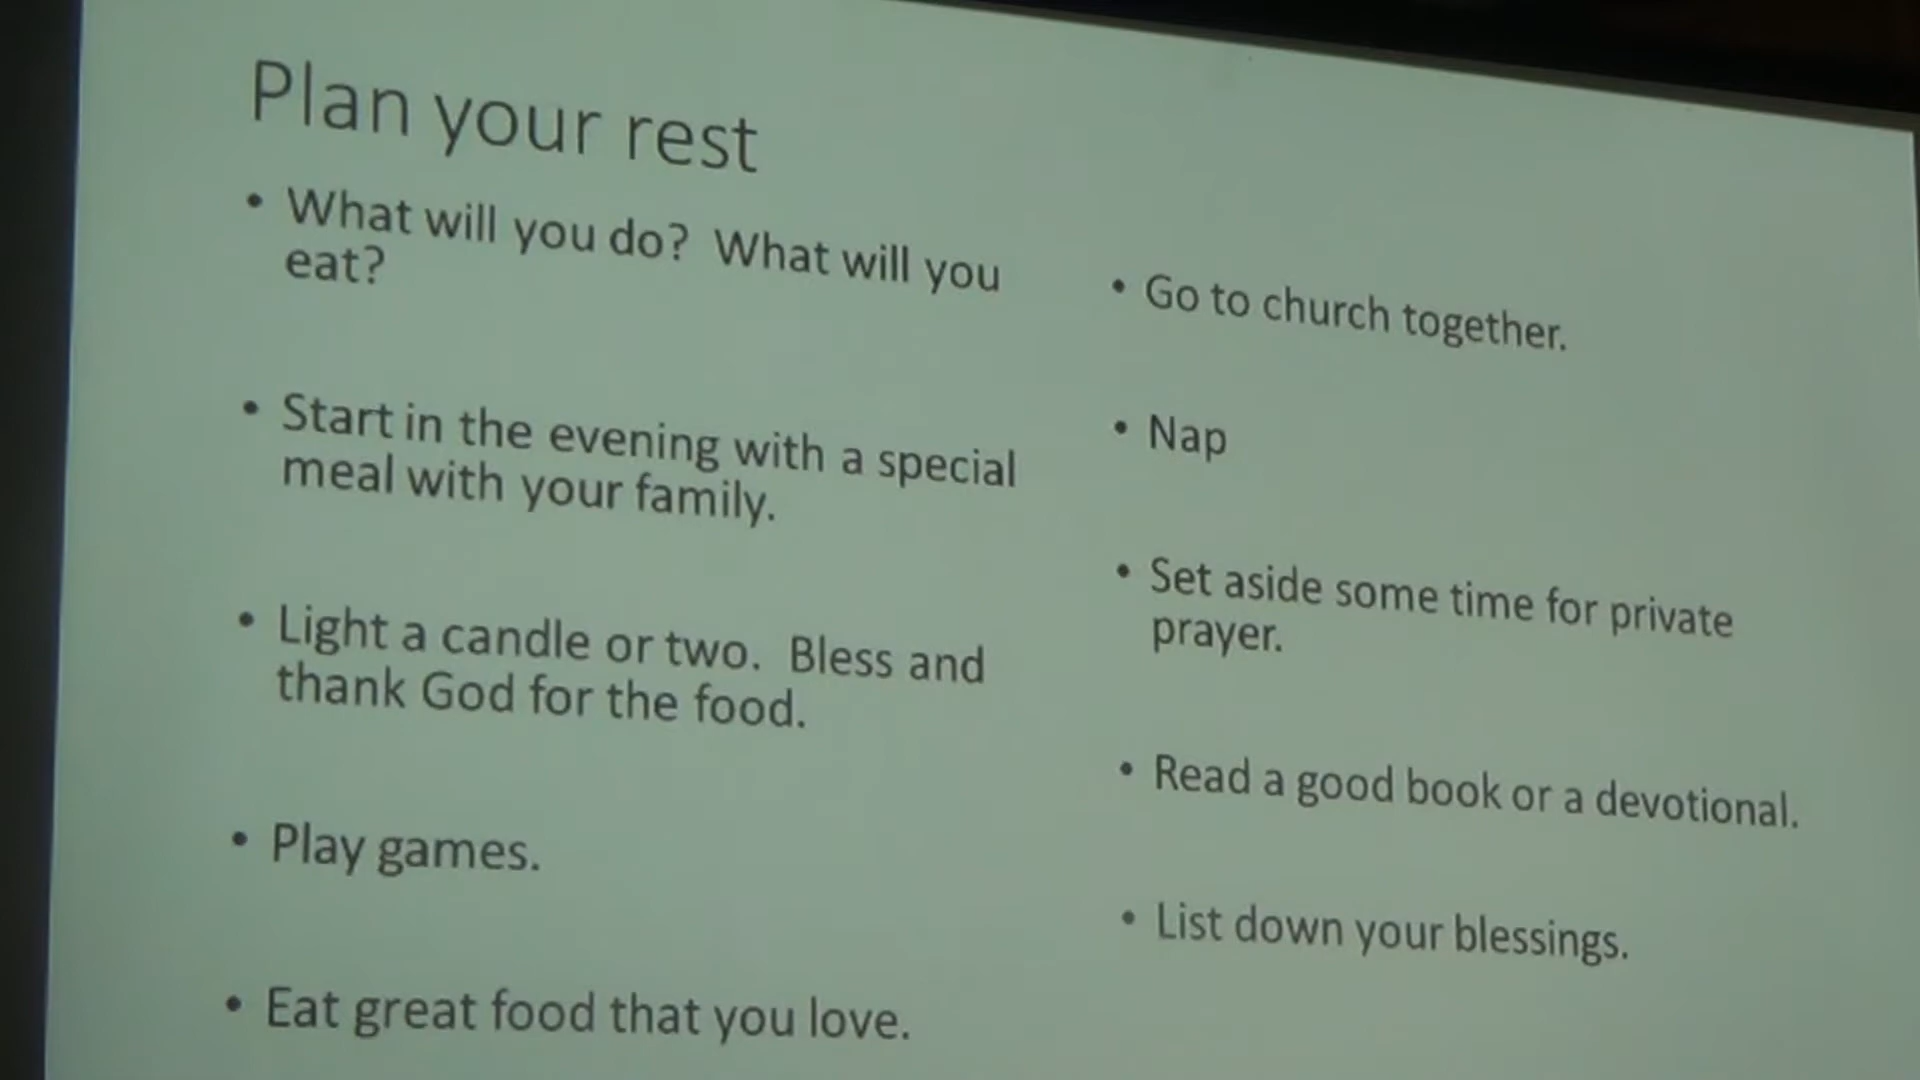 Plan your rest
• What will you do?  What will you
eat?
• Start in the evening with a special
meal with your family.
• Light a candle or two.  Bless and
thank God for the food.
• Play games.
• Eat great food that you love.
• Go to church together.
• Nap
• Set aside some time for private
prayer.
• Read a good book or a devotional.
• List down your blessings.